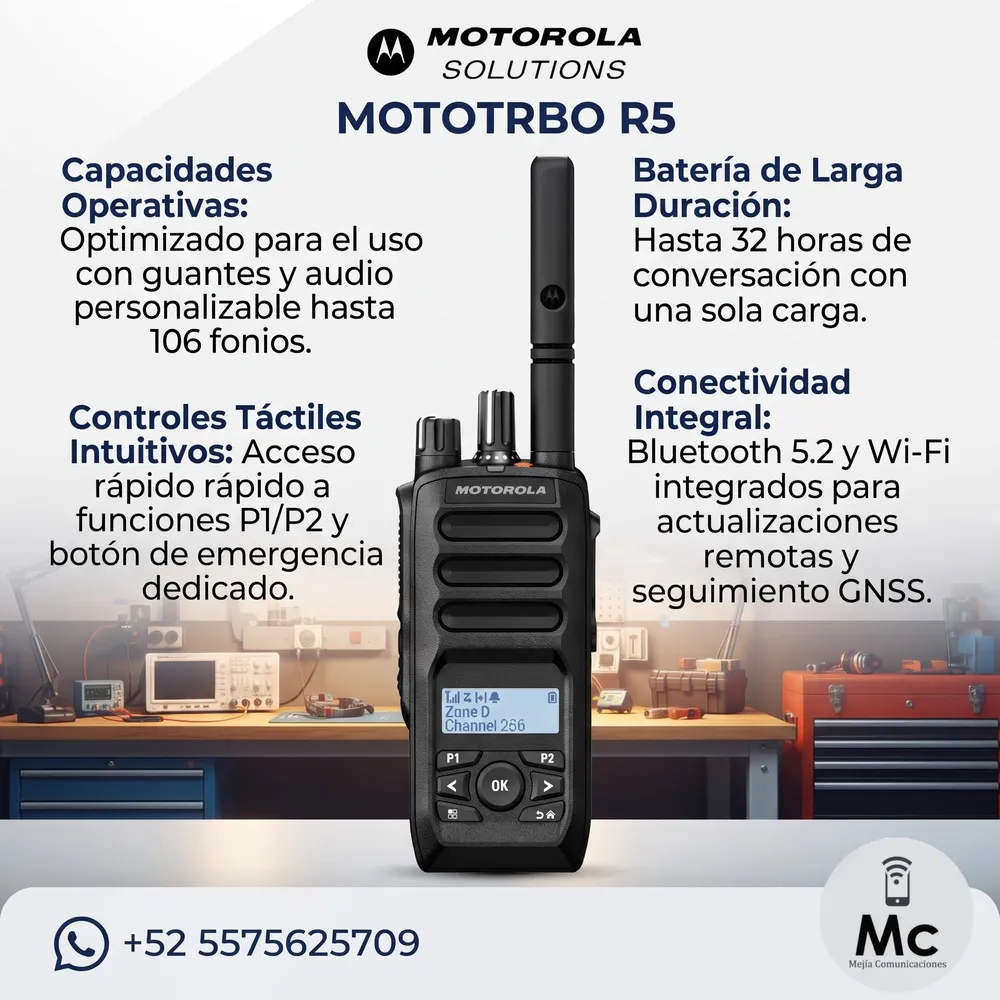 MOTOROLA
SOLUTIONS
MOTOTRBO R5
Capacidades
Operativas:
Optimizado para el uso
con guantes y audio
personalizable hasta
106 fonios.
Controles Táctiles
Intuitivos: Acceso
rápido rápido a
funciones P1/P2 y
botón de emergencia
dedicado.
Batería de Larga
Duración:
Hasta 32 horas de
conversación con
una sola carga.
Conectividad
Integral:
Bluetooth 5.2 y Wi-Fi
integrados para
actualizaciones
remotas y
seguimiento GNSS.
MOTOROLA
Zone D
Channel 256
P1
P2
< OK >
+52 5575625709
Mc
Mejía Comunicaciones